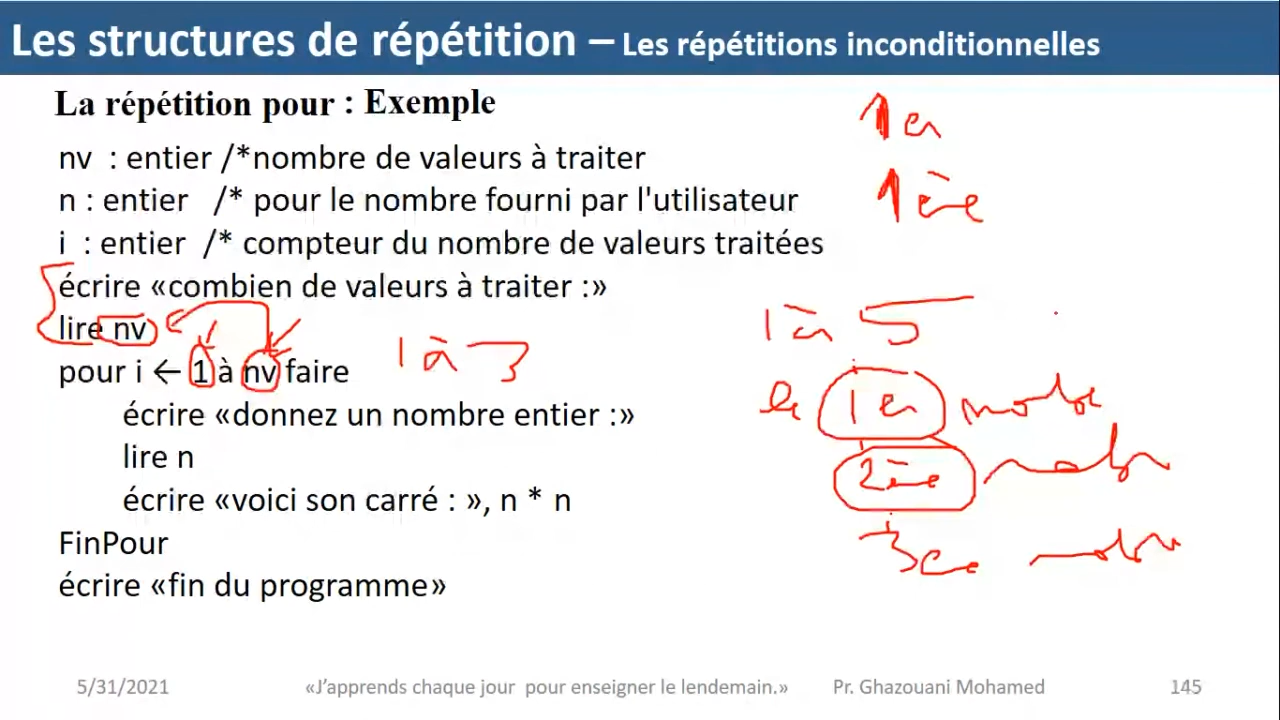 Les structures de répétition – Les répétitions inconditionnelles
La répétition pour : Exemple
nv : entier /*nombre de valeurs à traiter
n : entier /* pour le nombre fourni par l'utilisateur
i : entier /* compteur du nombre de valeurs traitées
écrire «combien de valeurs à traiter :»
lire nv
pour i ← 1 à nv faire
écrire «donnez un nombre entier :»
lire n
écrire «voici son carré : », n * n
FinPour
écrire «fin du programme»
1 à 3
1er
1ère
1 à 5
le 1er
2ème
5/31/2021 «J’apprends chaque jour pour enseigner le lendemain.» Pr. Ghazouani Mohamed 145